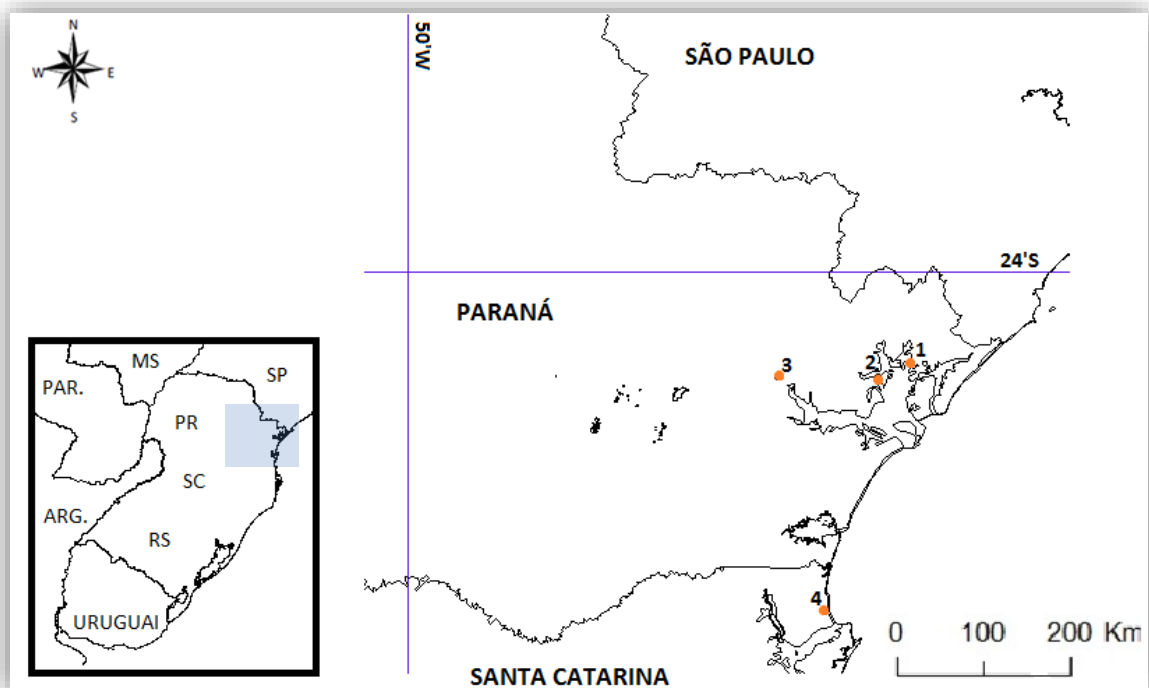 N
W E
S
50'W
SÃO PAULO
24'S
PARANÁ
1
2
3
4
MS
SP
PAR.
PR
SC
ARG.
RS
URUGUAI
0 100 200 Km
SANTA CATARINA